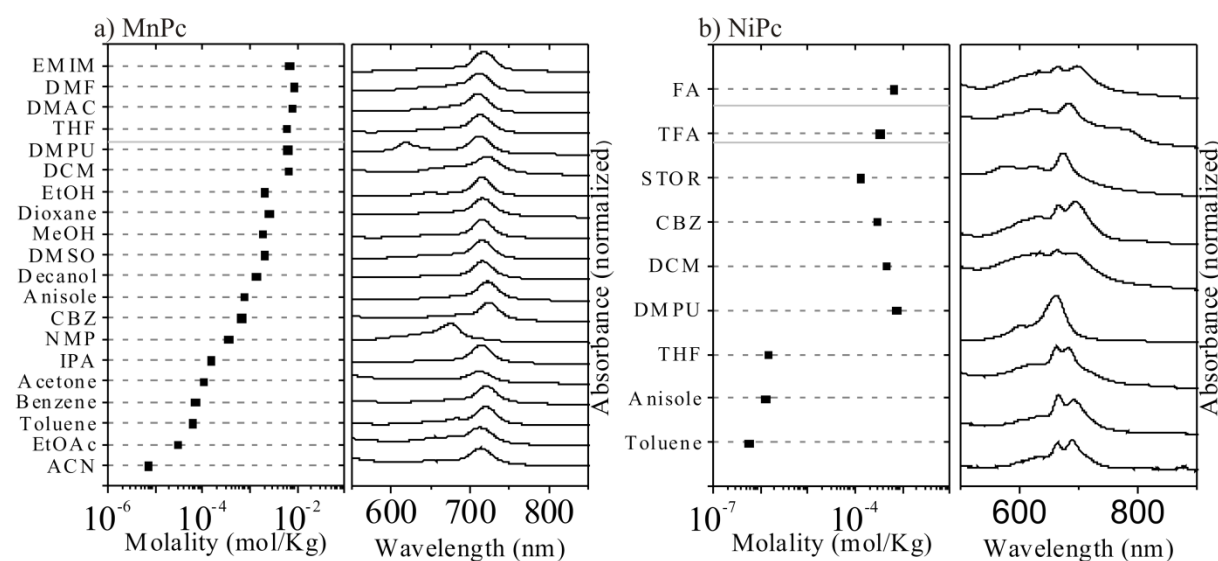 a) MnPc
EMIM
DMF
DMAC
THF
DMPU
DCM
EtOH
Dioxane
MeOH
DMSO
Decanol
Anisole
CBZ
NMP
IPA
Acetone
Benzene
Toluene
EtOAc
ACN
10-6 10-4 10-2
Molality (mol/Kg)
600 700 800
Wavelength (nm)
Absorbance (normalized)
b) NiPc
FA
TFA
STOR
CBZ
DCM
DMPU
THF
Anisole
Toluene
10-7 10-4
Molality (mol/Kg)
600 800
Wavelength (nm)
Absorbance (normalized)